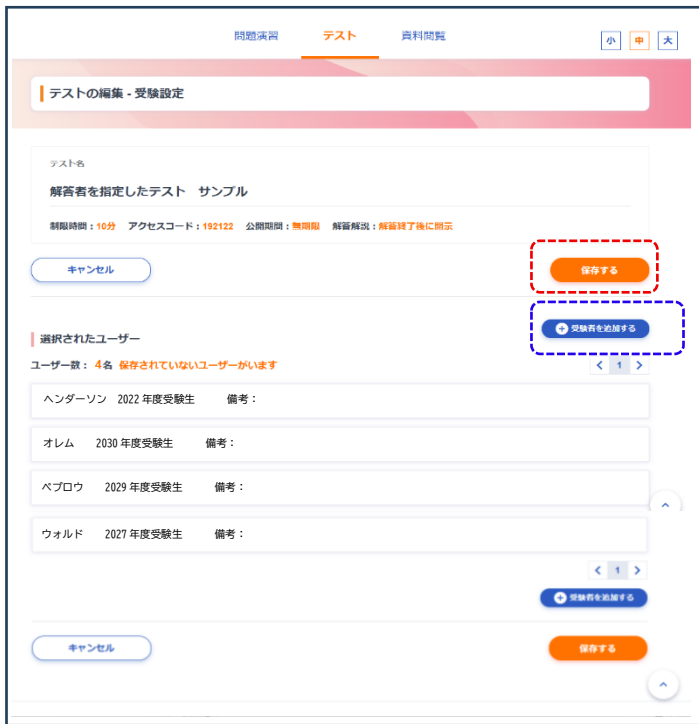 問題演習 テスト 資料閲覧 小 中 大
テストの編集 - 受験設定
テスト名
解答者を指定したテスト　サンプル
制限時間：10分 アクセスコード：192122 公開期間：無期限 解答解説：解答終了後に開示
キャンセル 保存する
選択されたユーザー 受験者を追加する
ユーザー数： 4名 保存されていないユーザーがいます 1
ヘンダーソン 2022 年度受験生 備考：
オレム 2030 年度受験生 備考：
ペプロウ 2029 年度受験生 備考：
ウォルド 2027 年度受験生 備考：
1
受験者を追加する
キャンセル 保存する